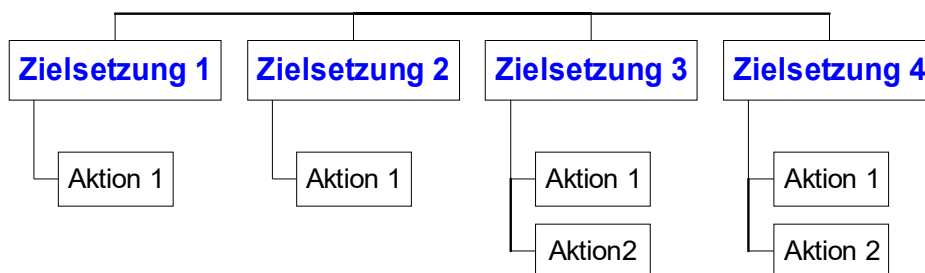 Zielsetzung 1
Zielsetzung 2
Zielsetzung 3
Zielsetzung 4
Aktion 1
Aktion 1
Aktion 1
Aktion 1
Aktion2
Aktion 2